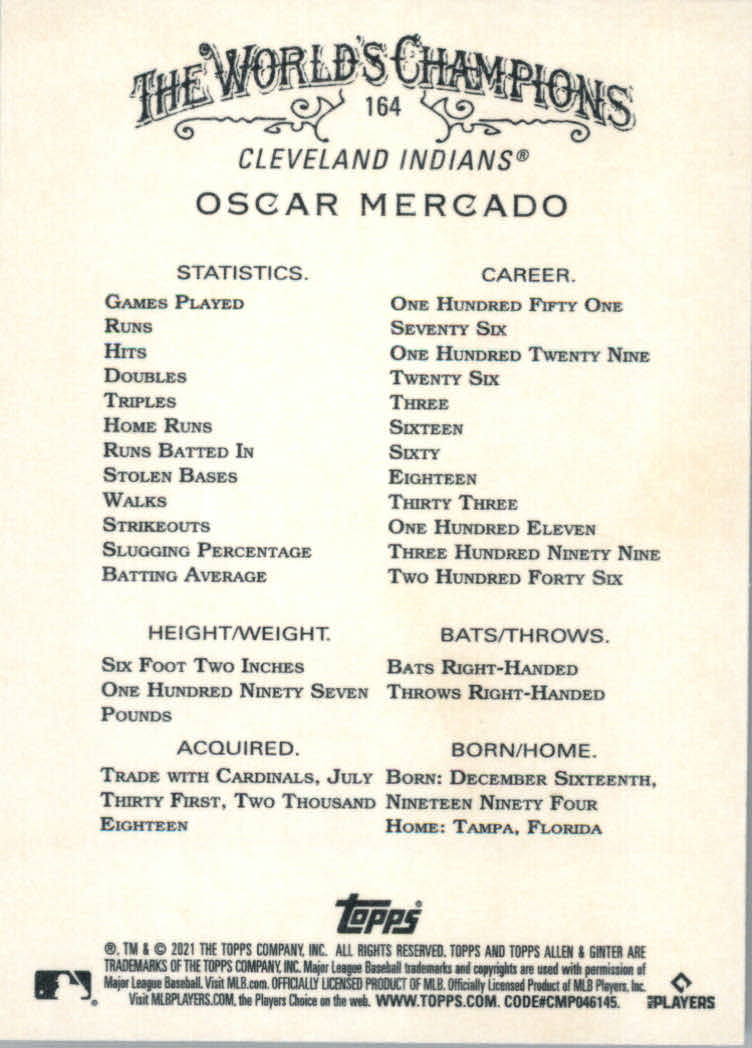 THE WORLD'S CHAMPIONS
164
CLEVELAND INDIANS®
OSCAR MERCADO
STATISTICS. CAREER.
GAMES PLAYED ONE HUNDRED FIFTY ONE
RUNS SEVENTY SIX
HITS ONE HUNDRED TWENTY NINE
DOUBLES TWENTY SIX
TRIPLES THREE
HOME RUNS SIXTEEN
RUNS BATTED IN SIXTY
STOLEN BASES EIGHTEEN
WALKS THIRTY THREE
STRIKEOUTS ONE HUNDRED ELEVEN
SLUGGING PERCENTAGE THREE HUNDRED NINETY NINE
BATTING AVERAGE TWO HUNDRED FORTY SIX
HEIGHT/WEIGHT.
SIX FOOT TWO INCHES
ONE HUNDRED NINETY SEVEN
POUNDS
BATS/THROWS.
BATS RIGHT-HANDED
THROWS RIGHT-HANDED
ACQUIRED.
TRADE WITH CARDINALS, JULY
THIRTY FIRST, TWO THOUSAND
EIGHTEEN
BORN/HOME.
BORN: DECEMBER SIXTEENTH,
NINETEEN NINETY FOUR
HOME: TAMPA, FLORIDA
topps
®, TM & © 2021 THE TOPPS COMPANY, INC. ALL RIGHTS RESERVED. TOPPS AND TOPPS ALLEN & GINTER ARE
TRADEMARKS OF THE TOPPS COMPANY, INC. Major League Baseball trademarks and copyrights are used with permission of
Major League Baseball. Visit MLB.com. OFFICIALLY LICENSED PRODUCT OF MLB. Officially Licensed Product of MLB Players, Inc.
Visit MLBPLAYERS.COM, the Players Choice on the web. WWW.TOPPS.COM. CODE#CMP046145.
PLAYERS